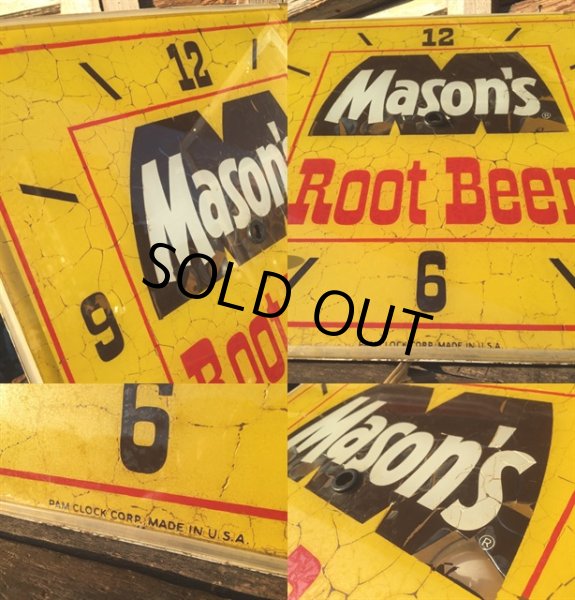 12
Mason's
9
Root
12
Mason's®
Root Beer
6
PAM CLOCK CORP. MADE IN U.S.A.
SOLD OUT
6
PAM CLOCK CORP. MADE IN U.S.A.
Mason's
®